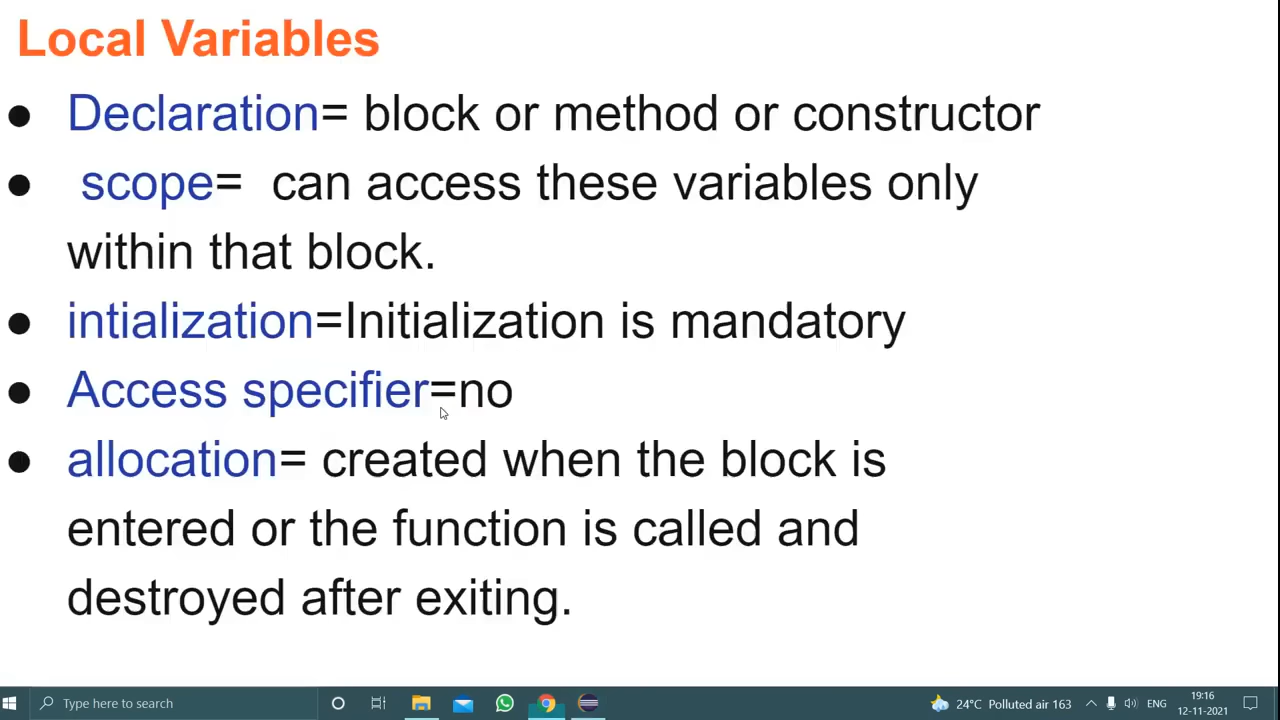 Local Variables
● Declaration= block or method or constructor
● scope= can access these variables only
within that block.
● intialization=Initialization is mandatory
● Access specifier=no
● allocation= created when the block is
entered or the function is called and
destroyed after exiting.
Type here to search
24°C Polluted air 163
ENG
19:16
12-11-2021